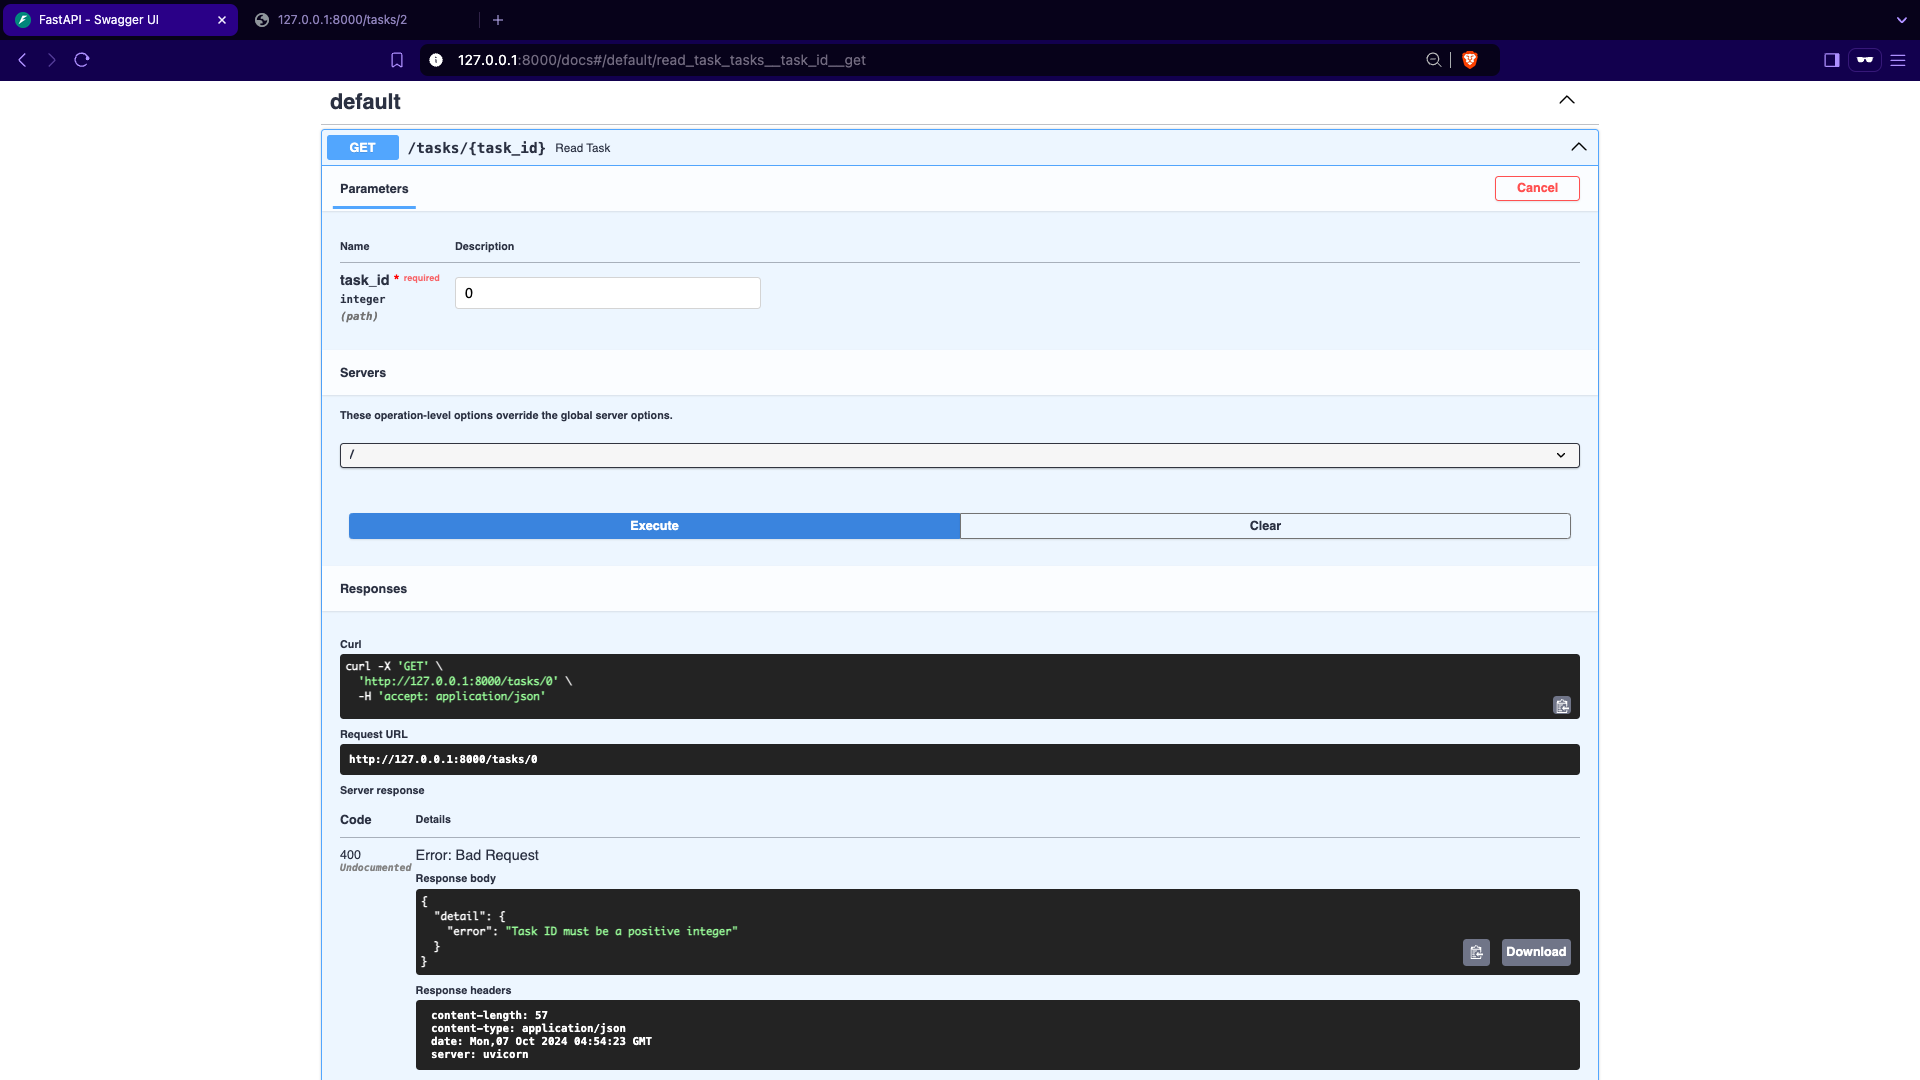 FastAPI - Swagger UI
127.0.0.1:8000/tasks/2
127.0.0.1:8000/docs#/default/read_task_tasks__task_id__get
default
GET /tasks/{task_id} Read Task
Parameters
Cancel
Name Description
task_id * required
integer
(path)
0
Servers
These operation-level options override the global server options.
/
Execute Clear
Responses
Curl
curl -X 'GET' \
'http://127.0.0.1:8000/tasks/0' \
-H 'accept: application/json'
Request URL
http://127.0.0.1:8000/tasks/0
Server response
Code Details
400
Undocumented
Error: Bad Request
Response body
{
"detail": {
"error": "Task ID must be a positive integer"
}
}
Download
Response headers
content-length: 57
content-type: application/json
date: Mon,07 Oct 2024 04:54:23 GMT
server: uvicorn